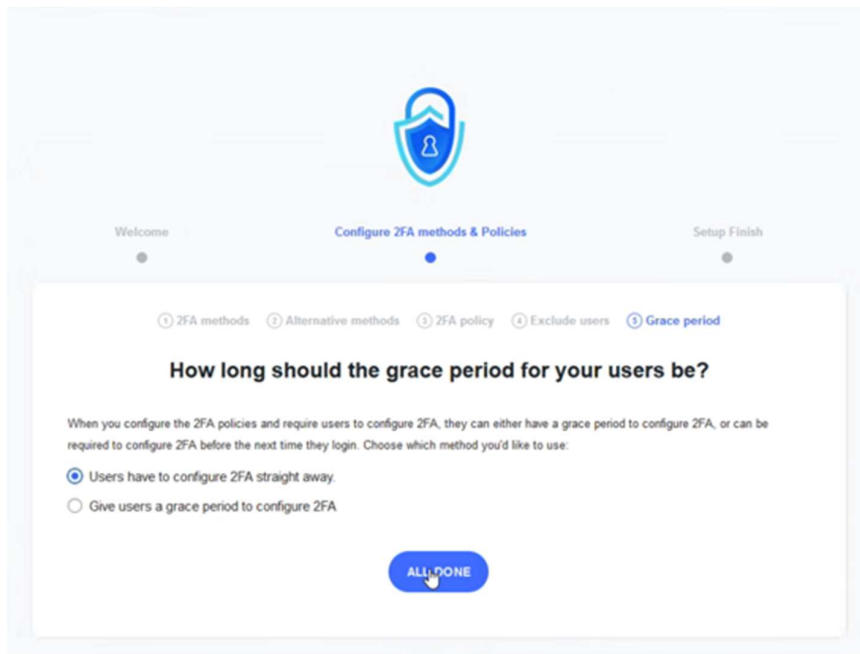 Welcome
Configure 2FA methods & Policies
Setup Finish
1 2FA methods 2 Alternative methods 3 2FA policy 4 Exclude users 5 Grace period
How long should the grace period for your users be?
When you configure the 2FA policies and require users to configure 2FA, they can either have a grace period to configure 2FA, or can be
required to configure 2FA before the next time they login. Choose which method you'd like to use:
Users have to configure 2FA straight away.
Give users a grace period to configure 2FA
ALL DONE